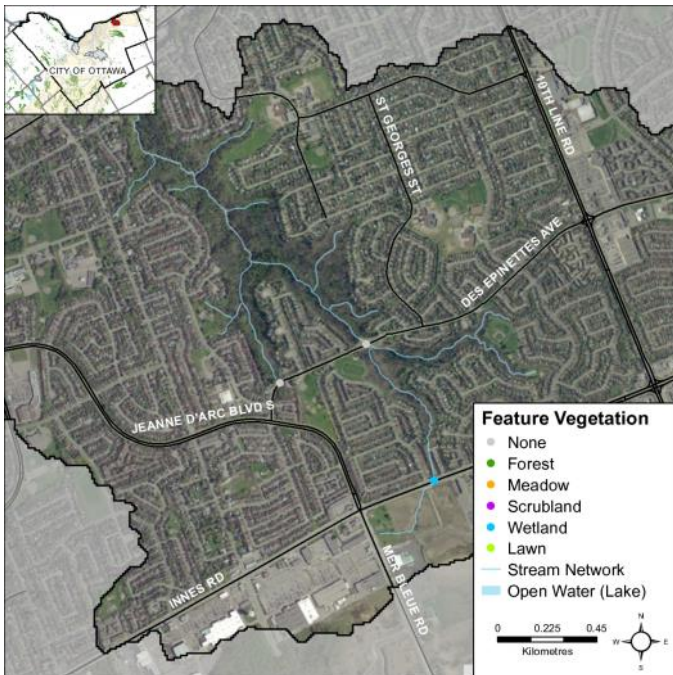 CITY OF OTTAWA
10TH LINE RD
ST GEORGES ST
DES EPINETTES AVE
JEANNE D'ARC BLVD S
INNES RD
MER BLEUE RD
Feature Vegetation
None
Forest
Meadow
Scrubland
Wetland
Lawn
Stream Network
Open Water (Lake)
0 0.225 0.45
Kilometres
N
W E
S